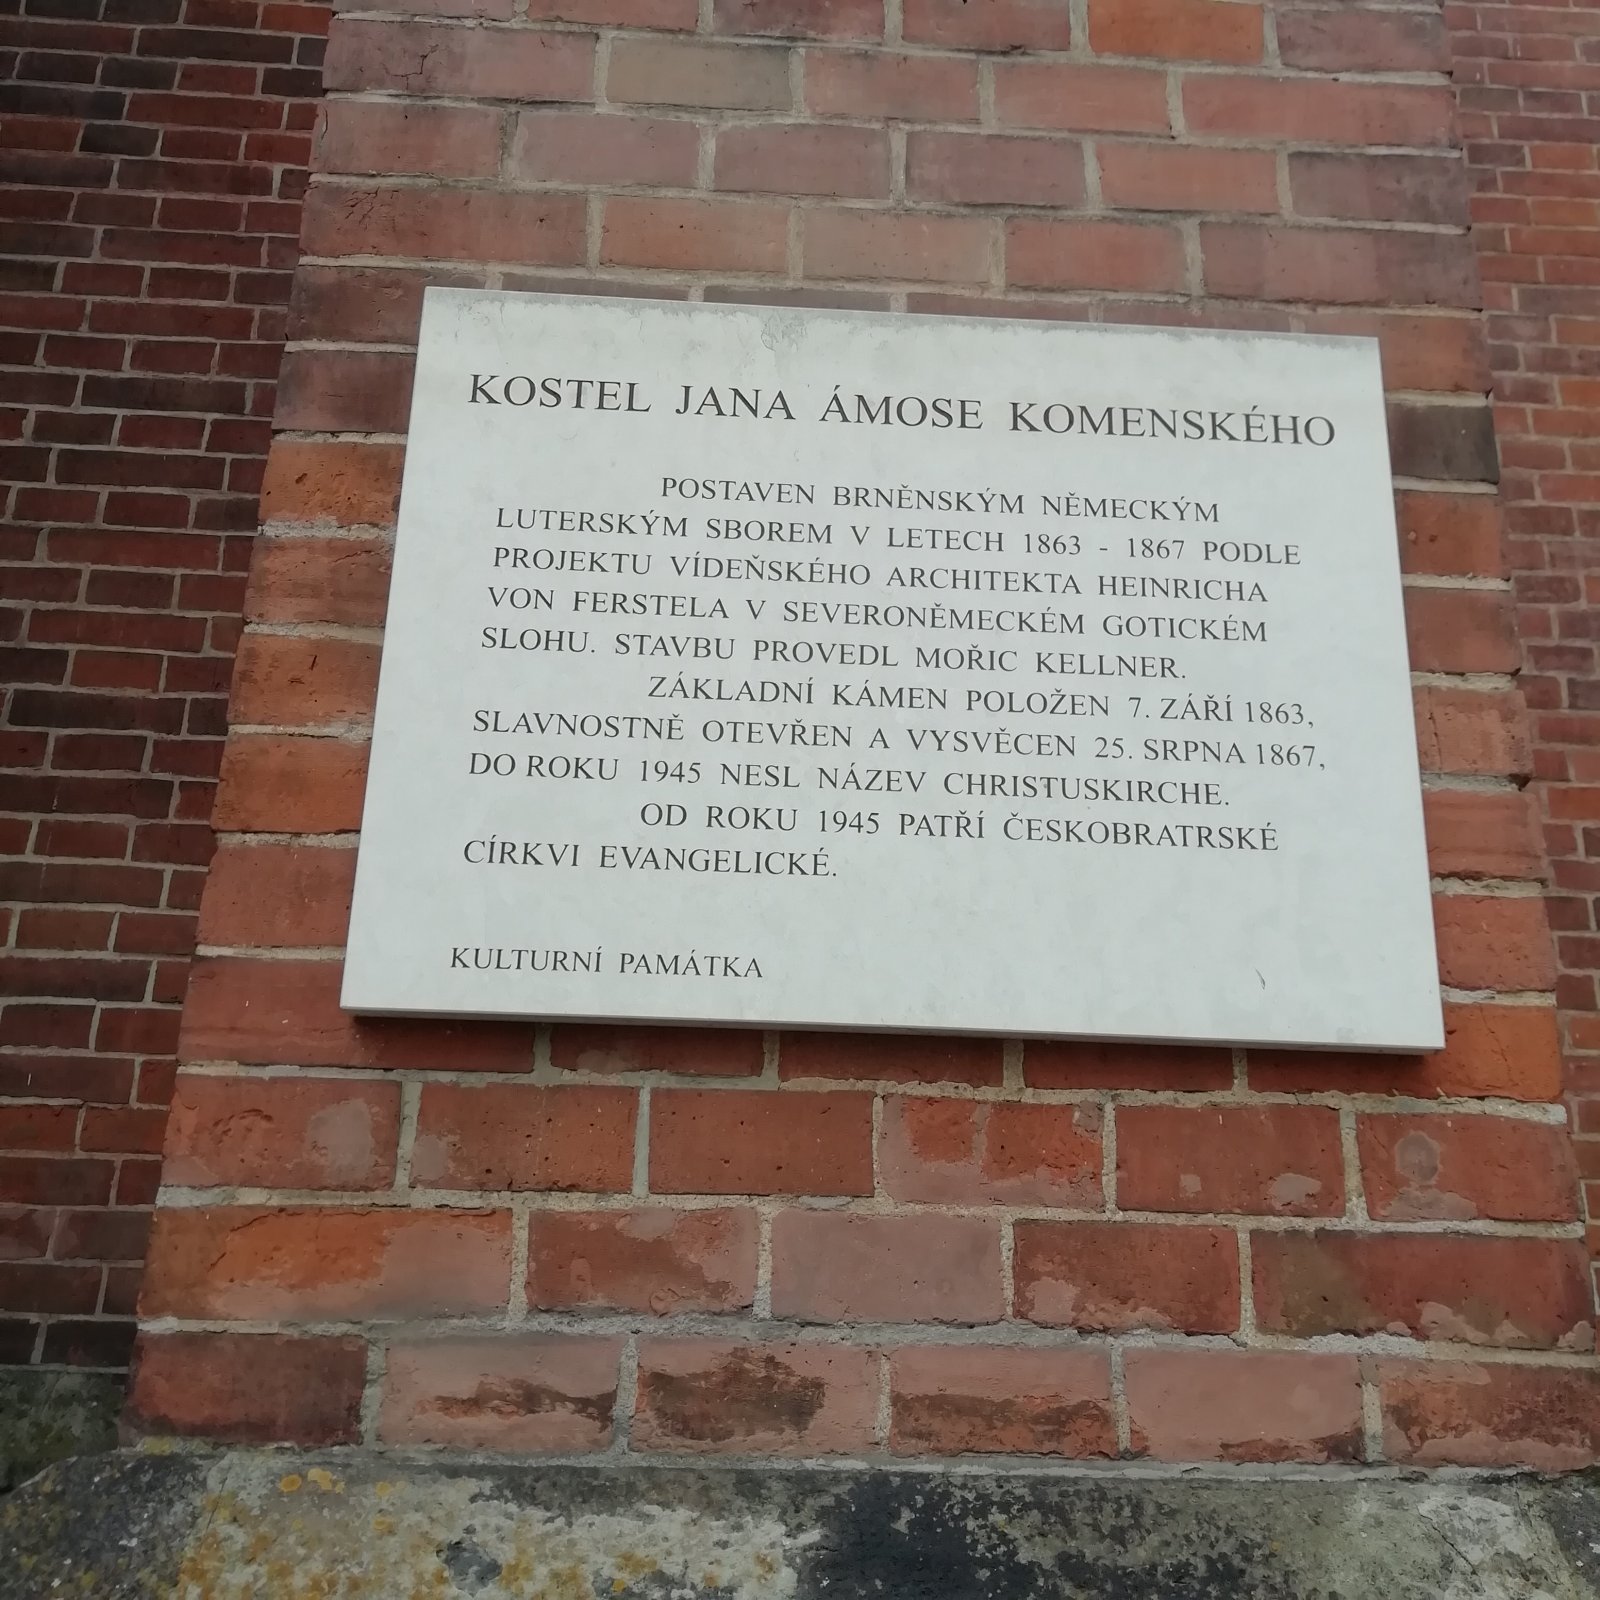 KOSTEL JANA ÁMOSE KOMENSKÉHO
POSTAVEN BRNĚNSKÝM NĚMECKÝM
LUTERSKÝM SBOREM V LETECH 1863 - 1867 PODLE
PROJEKTU VÍDEŇSKÉHO ARCHITEKTA HEINRICHA
VON FERSTELA V SEVERONĚMECKÉM GOTICKÉM
SLOHU. STAVBU PROVEDL MOŘIC KELLNER.
ZÁKLADNÍ KÁMEN POLOŽEN 7. ZÁŘÍ 1863,
SLAVNOSTNĚ OTEVŘEN A VYSVĚCEN 25. SRPNA 1867,
DO ROKU 1945 NESL NÁZEV CHRISTUSKIRCHE.
OD ROKU 1945 PATŘÍ ČESKOBRATRSKÉ
CÍRKVI EVANGELICKÉ.
KULTURNÍ PAMÁTKA